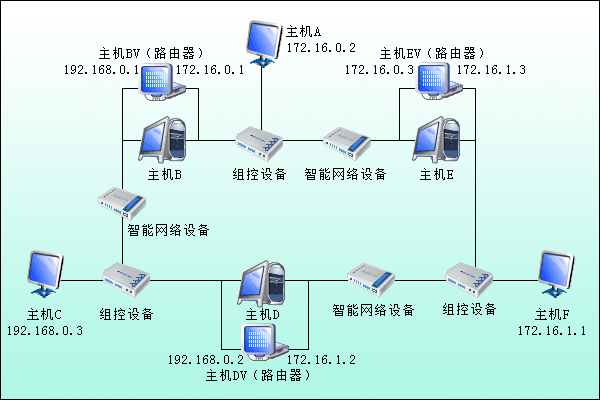 主机A
172.16.0.2
主机BV（路由器）
192.168.0.1 172.16.0.1
主机EV（路由器）
172.16.0.3 172.16.1.3
主机B
组控设备
智能网络设备
主机E
智能网络设备
主机C
192.168.0.3
组控设备
主机D
智能网络设备
组控设备
主机F
172.16.1.1
192.168.0.2 172.16.1.2
主机DV（路由器）